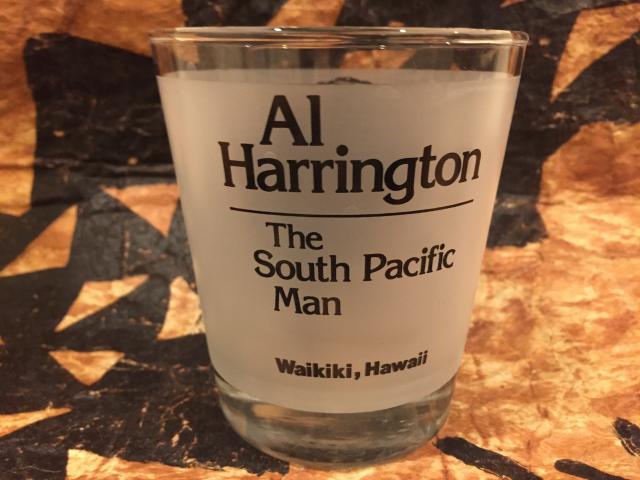 Al
Harrington
The
South Pacific
Man
Waikiki, Hawaii